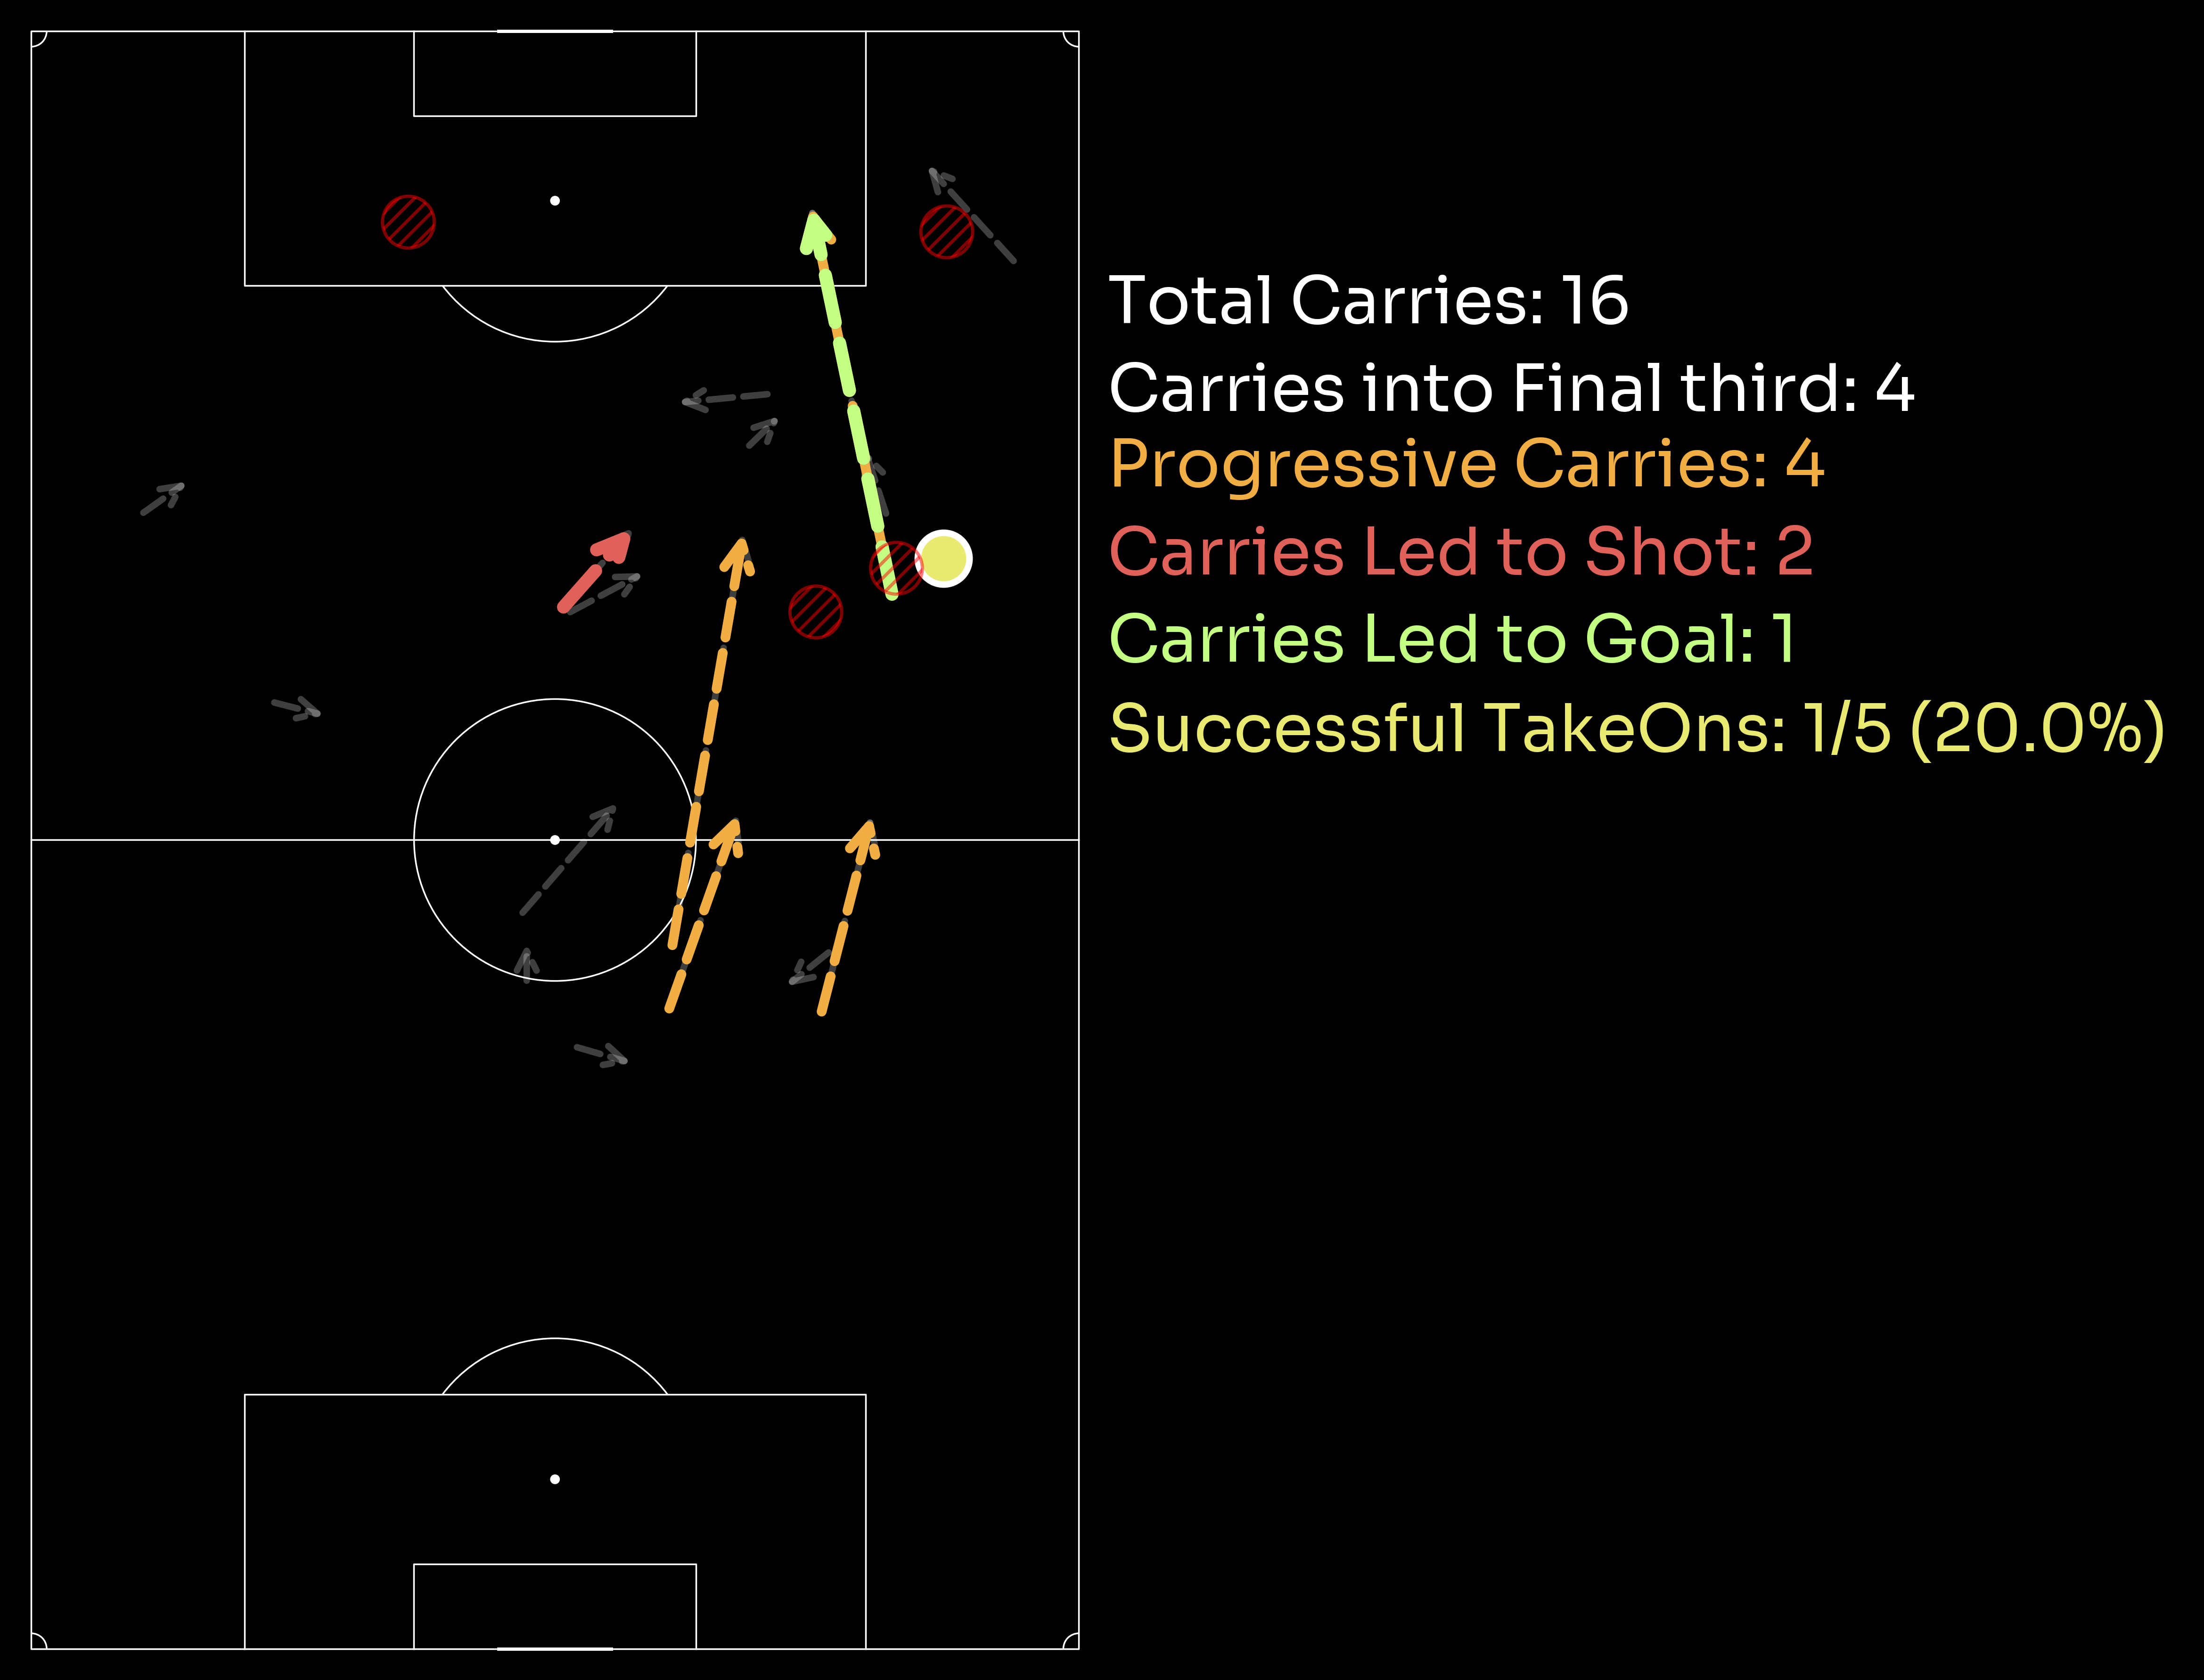 Total Carries: 16
Carries into Final third: 4
Progressive Carries: 4
Carries Led to Shot: 2
Carries Led to Goal: 1
Successful TakeOns: 1/5 (20.0%)